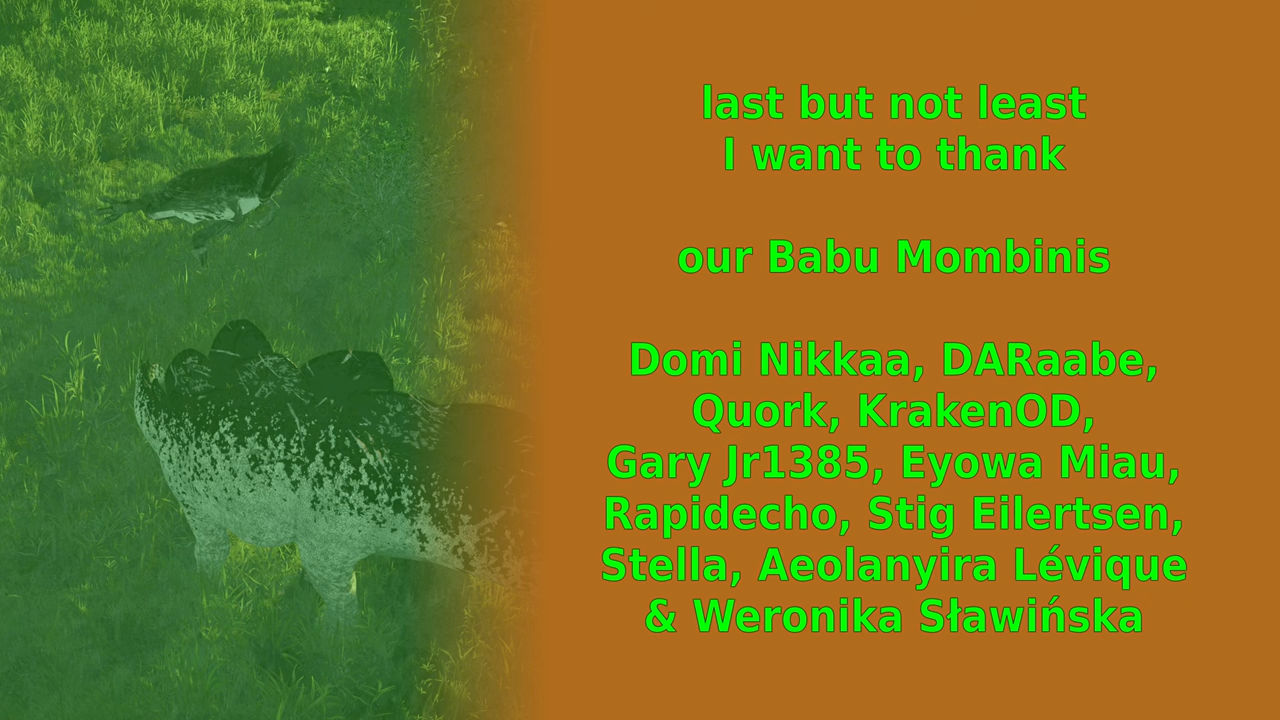 last but not least
I want to thank
our Babu Mombinis
Domi Nikkaa, DARaabe,
Quork, KrakenOD,
Gary Jr1385, Eyowa Miau,
Rapidecho, Stig Eilertsen,
Stella, Aeolanyira Lévique
& Weronika Sławińska